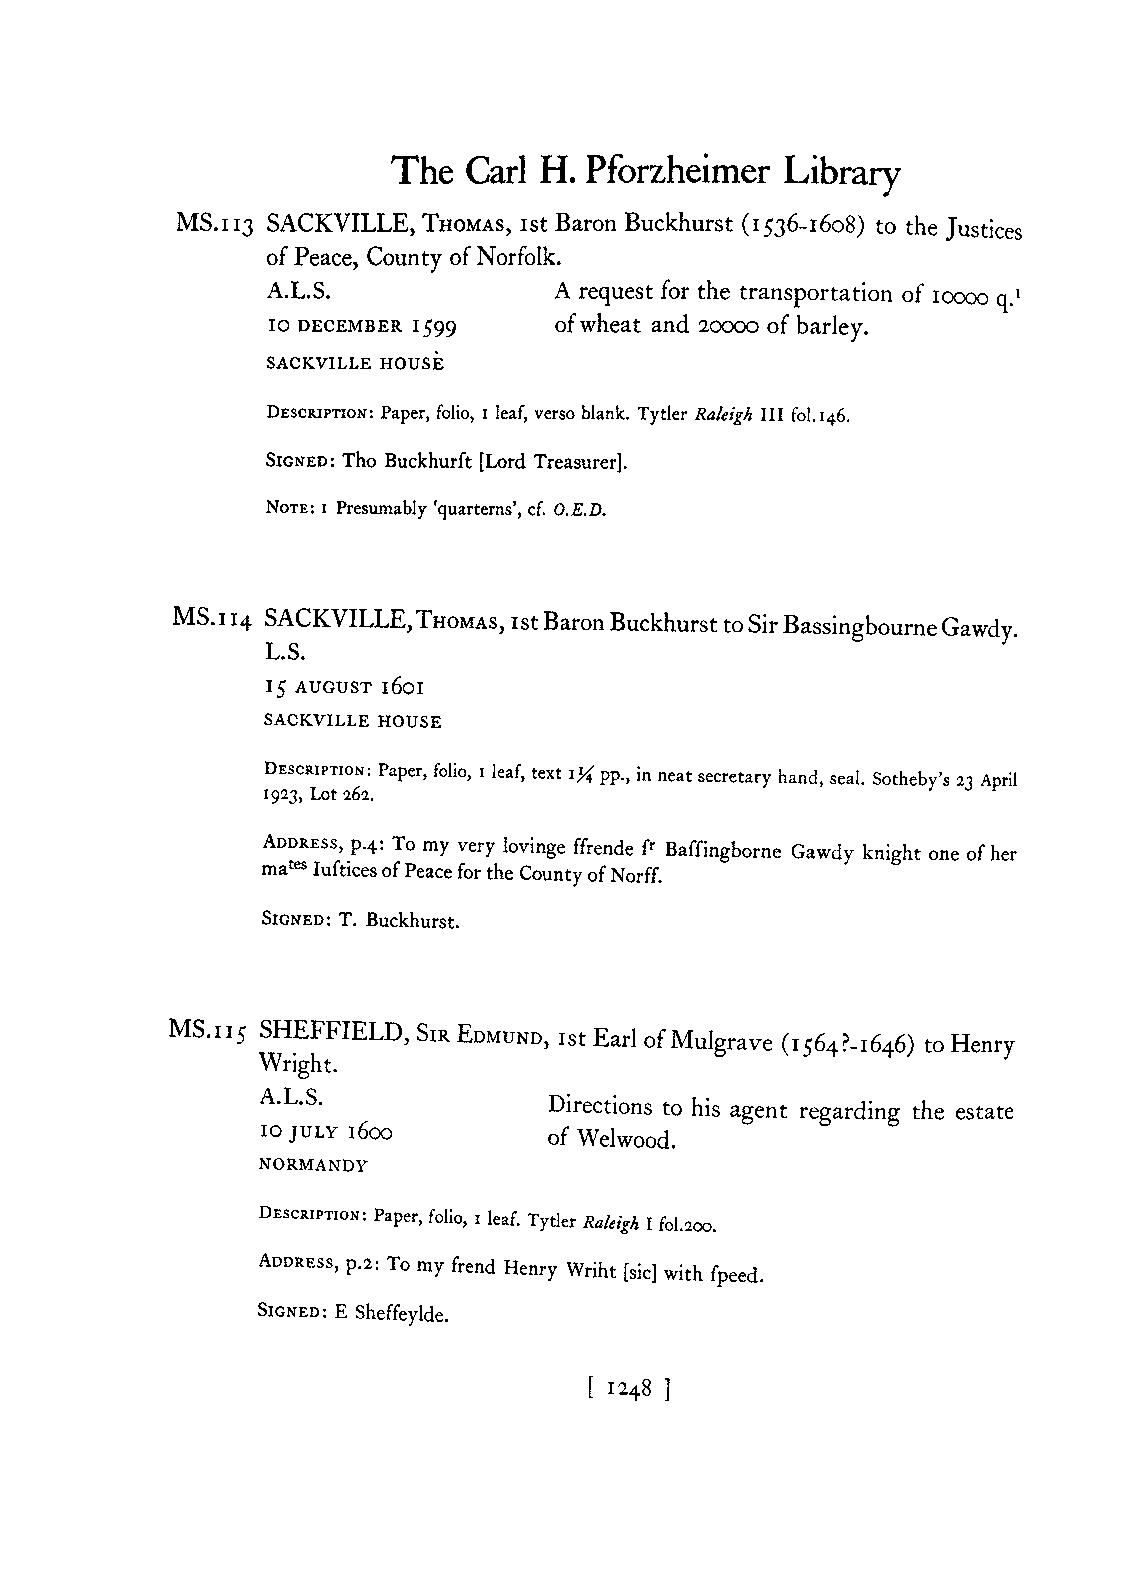 The Carl H. Pforzheimer Library
MS.113 SACKVILLE, THOMAS, 1st Baron Buckhurst (1536-1608) to the Justices
of Peace, County of Norfolk.
A.L.S. A request for the transportation of 10000 q.¹
10 DECEMBER 1599 of wheat and 20000 of barley.
SACKVILLE HOUSE
DESCRIPTION: Paper, folio, 1 leaf, verso blank. Tytler Raleigh III fol.146.
SIGNED: Tho Buckhurſt [Lord Treasurer].
NOTE: 1 Presumably 'quarterns', cf. O.E.D.
MS.114 SACKVILLE, THOMAS, 1st Baron Buckhurst to Sir Bassingbourne Gawdy.
L.S.
15 AUGUST 1601
SACKVILLE HOUSE
DESCRIPTION: Paper, folio, 1 leaf, text 1¼ pp., in neat secretary hand, seal. Sotheby's 23 April
1923, Lot 262.
ADDRESS, p.4: To my very lovinge ffrende ſʳ Baſſingborne Gawdy knight one of her
maᵗᵉˢ Iuſtices of Peace for the County of Norff.
SIGNED: T. Buckhurst.
MS.115 SHEFFIELD, SIR EDMUND, 1st Earl of Mulgrave (1564?-1646) to Henry
Wright.
A.L.S. Directions to his agent regarding the estate
10 JULY 1600 of Welwood.
NORMANDY
DESCRIPTION: Paper, folio, 1 leaf. Tytler Raleigh I fol.200.
ADDRESS, p.2: To my frend Henry Wriht [sic] with ſpeed.
SIGNED: E Sheffeylde.
[ 1248 ]